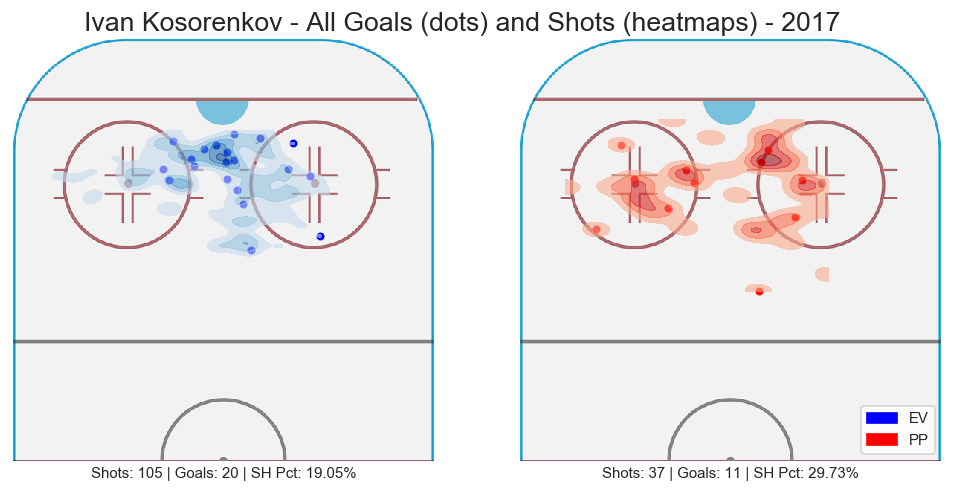 Ivan Kosorenkov - All Goals (dots) and Shots (heatmaps) - 2017
EV
PP
Shots: 105 | Goals: 20 | SH Pct: 19.05%
Shots: 37 | Goals: 11 | SH Pct: 29.73%